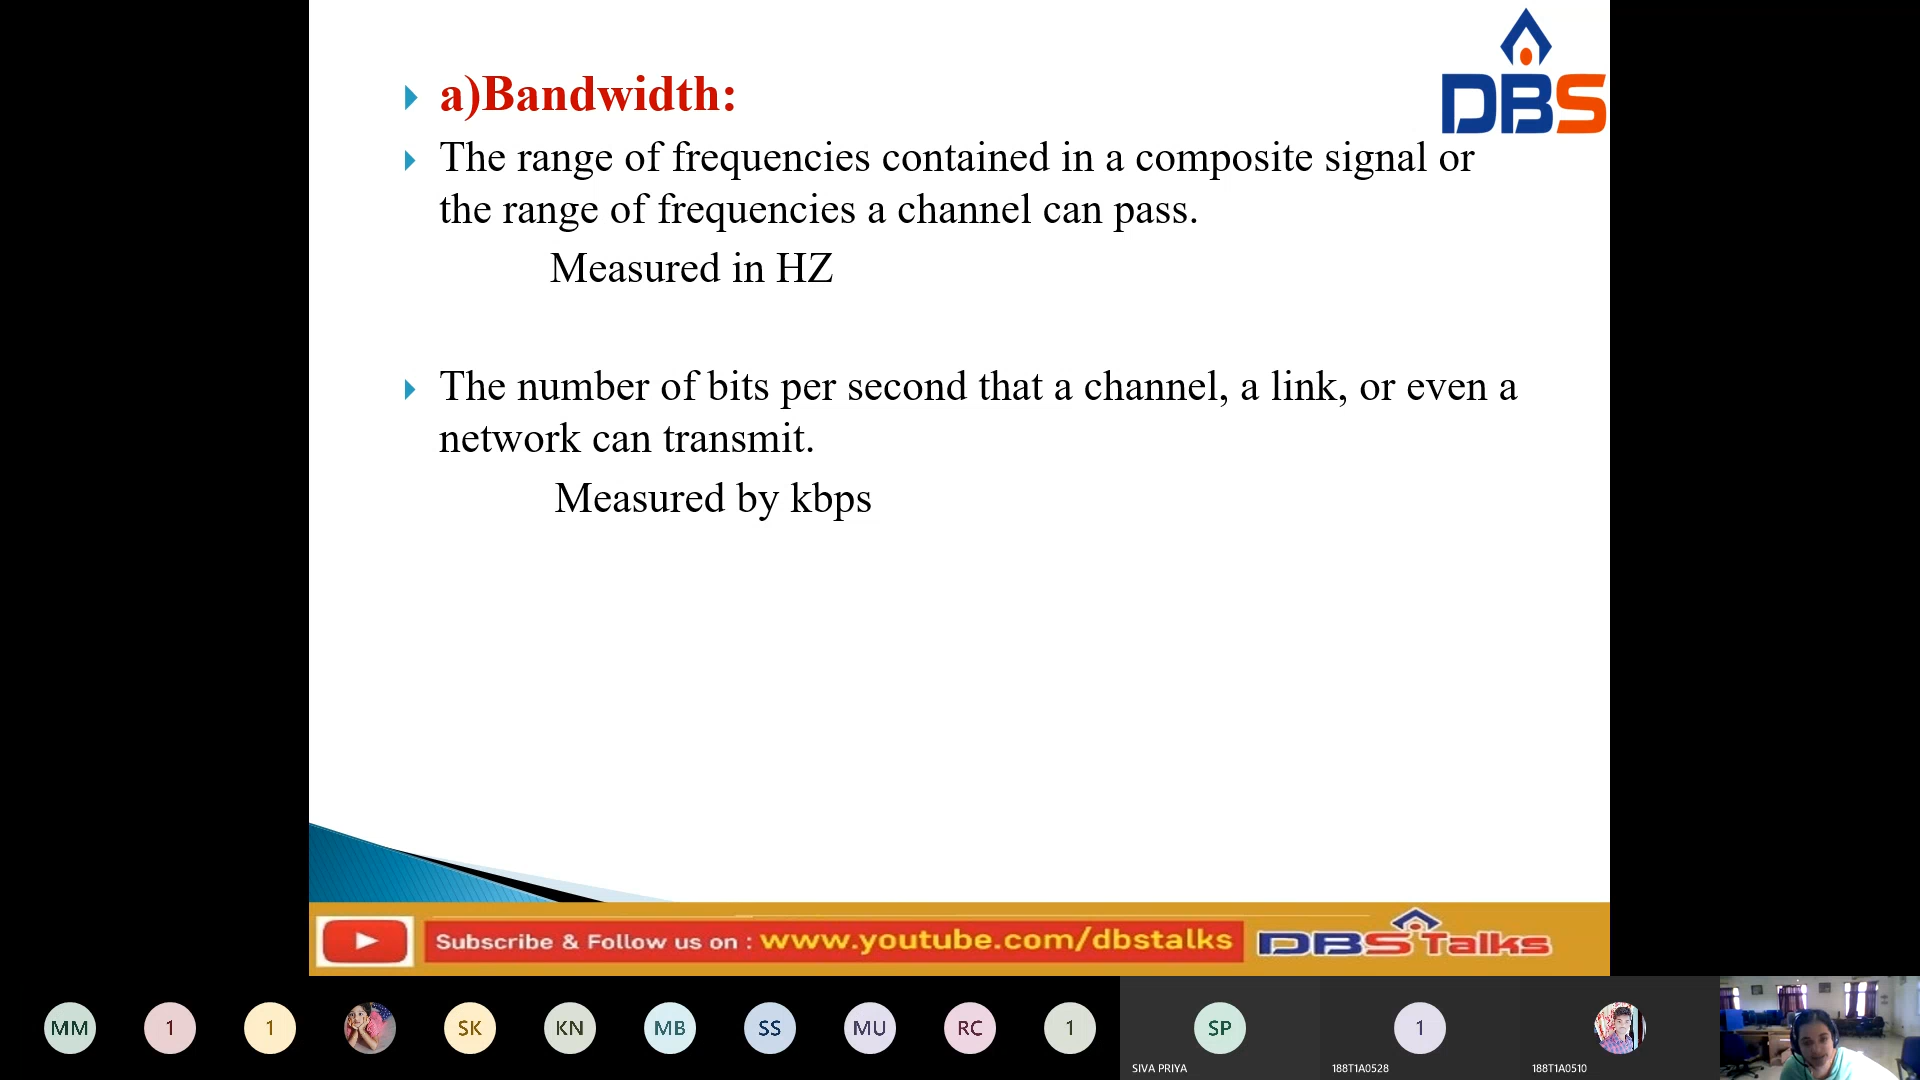 DBS
a)Bandwidth:
The range of frequencies contained in a composite signal or
the range of frequencies a channel can pass.
Measured in HZ
The number of bits per second that a channel, a link, or even a
network can transmit.
Measured by kbps
Subscribe & Follow us on : www.youtube.com/dbstalks
DBS Talks
MM
1
1
SK
KN
MB
SS
MU
RC
1
SP
1
SIVA PRIYA
188T1A0528
188T1A0510